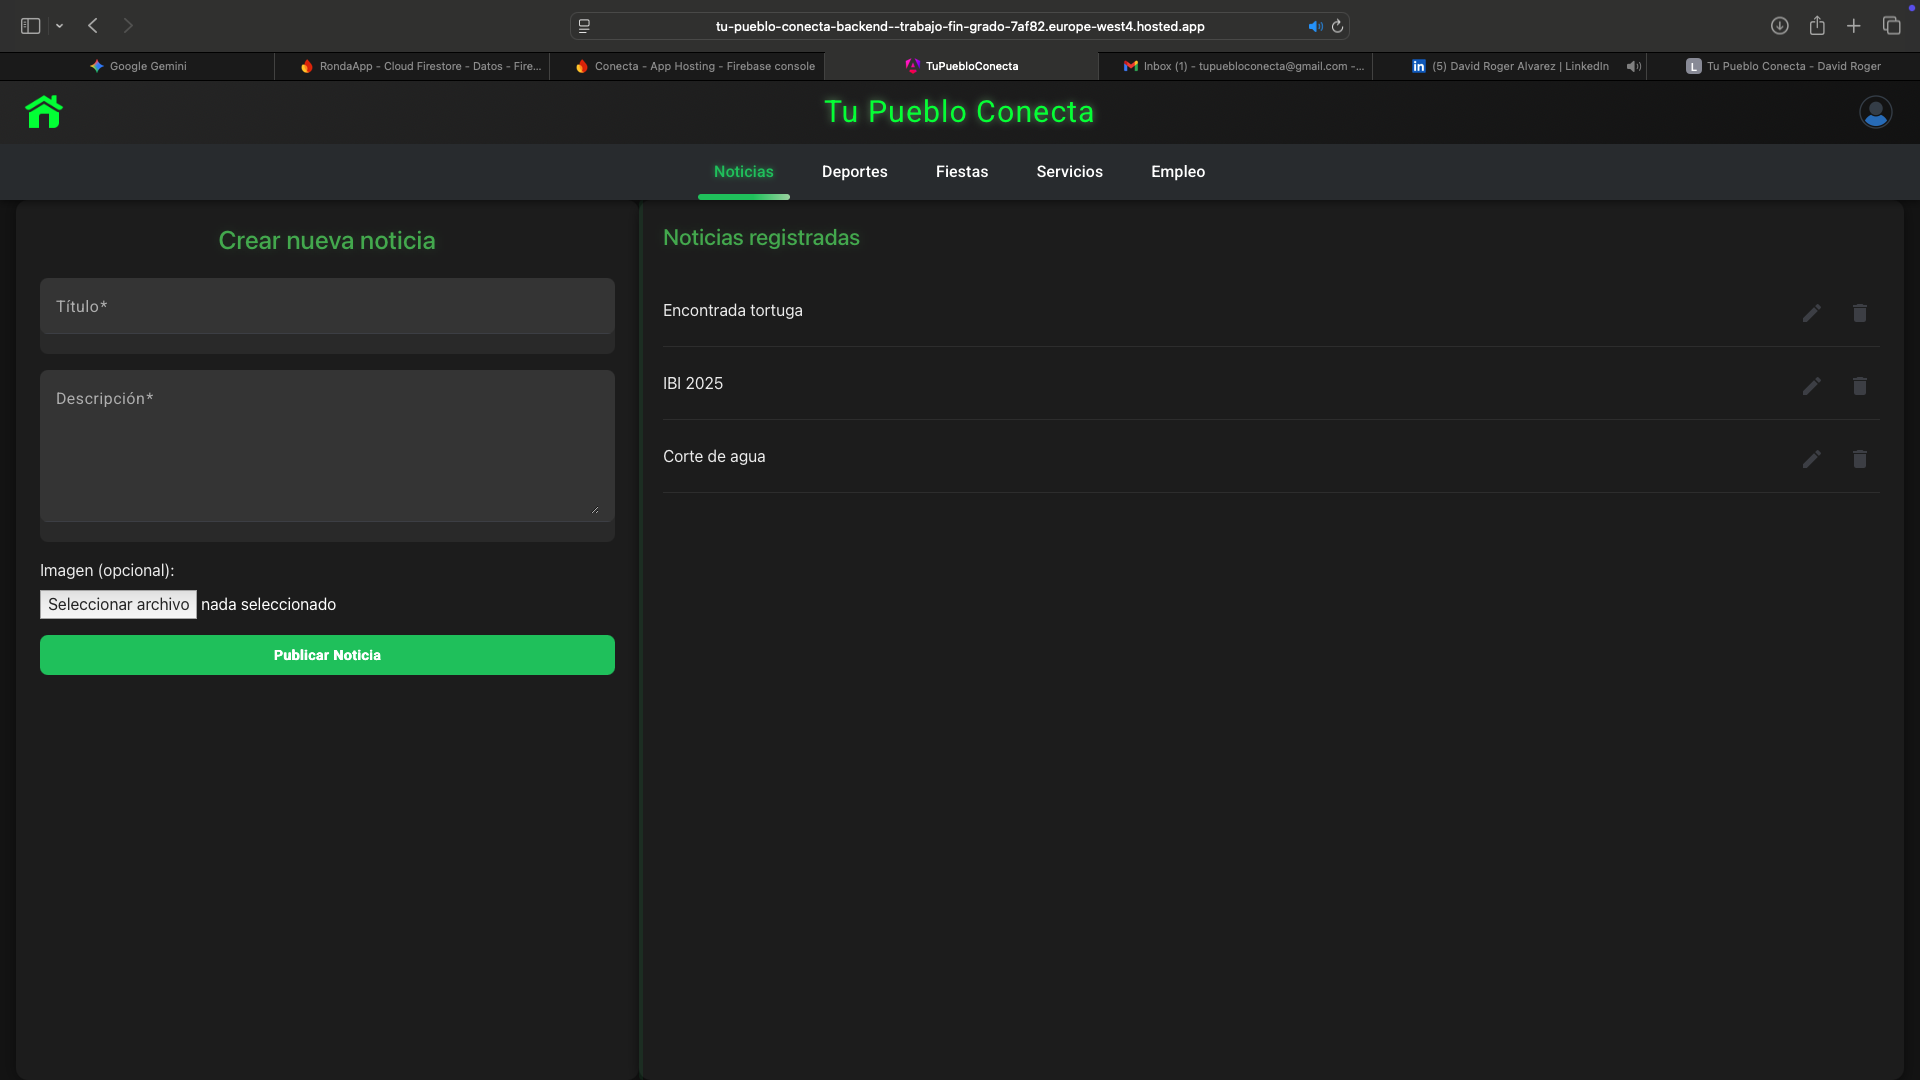 tu-pueblo-conecta-backend--trabajo-fin-grado-7af82.europe-west4.hosted.app
Google Gemini
RondaApp - Cloud Firestore - Datos - Fire...
Conecta - App Hosting - Firebase console
TuPuebloConecta
Inbox (1) - tupuebloconecta@gmail.com -...
(5) David Roger Alvarez | LinkedIn
L Tu Pueblo Conecta - David Roger
Tu Pueblo Conecta
Noticias
Deportes
Fiestas
Servicios
Empleo
Crear nueva noticia
Título*
Descripción*
Imagen (opcional):
Seleccionar archivo nada seleccionado
Publicar Noticia
Noticias registradas
Encontrada tortuga
IBI 2025
Corte de agua